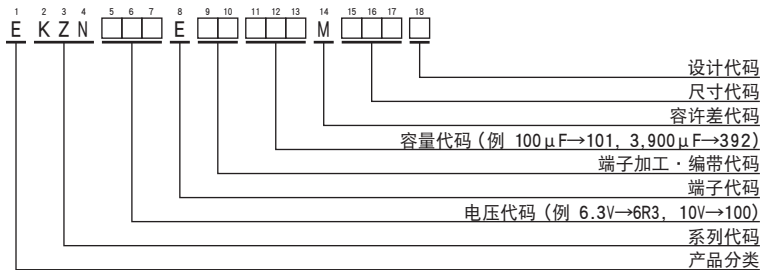 1 2 3 4 5 6 7 8 9 10 11 12 13 14 15 16 17 18
E K Z N □□□ E □□ □□□ M □□□ □
设计代码
尺寸代码
容许差代码
容量代码 (例 100μF→101, 3,900μF→392)
端子加工・编带代码
端子代码
电压代码 (例 6.3V→6R3, 10V→100)
系列代码
产品分类